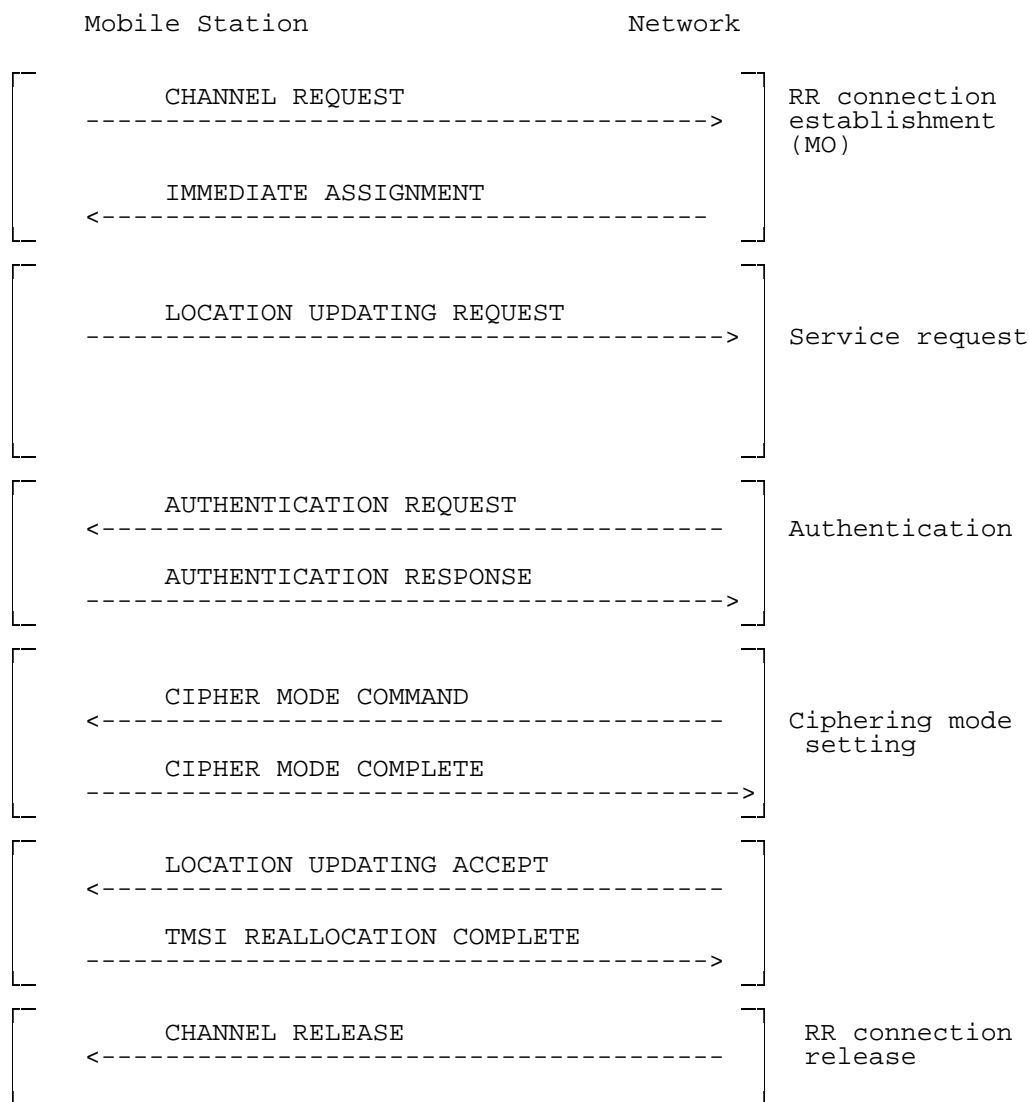 Mobile Station Network
CHANNEL REQUEST
RR connection
establishment
(MO)
IMMEDIATE ASSIGNMENT
LOCATION UPDATING REQUEST
Service request
AUTHENTICATION REQUEST
Authentication
AUTHENTICATION RESPONSE
CIPHER MODE COMMAND
Ciphering mode
setting
CIPHER MODE COMPLETE
LOCATION UPDATING ACCEPT
TMSI REALLOCATION COMPLETE
CHANNEL RELEASE
RR connection
release